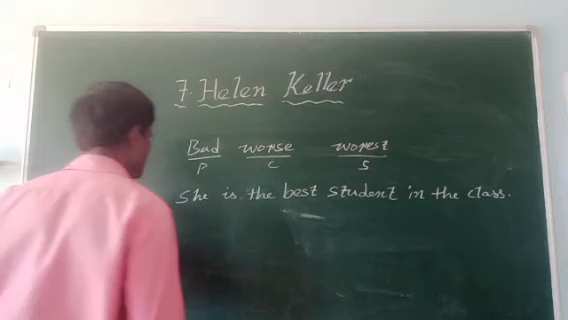 7. Helen Keller
Bad worse worest
P C S
She is the best student in the class.